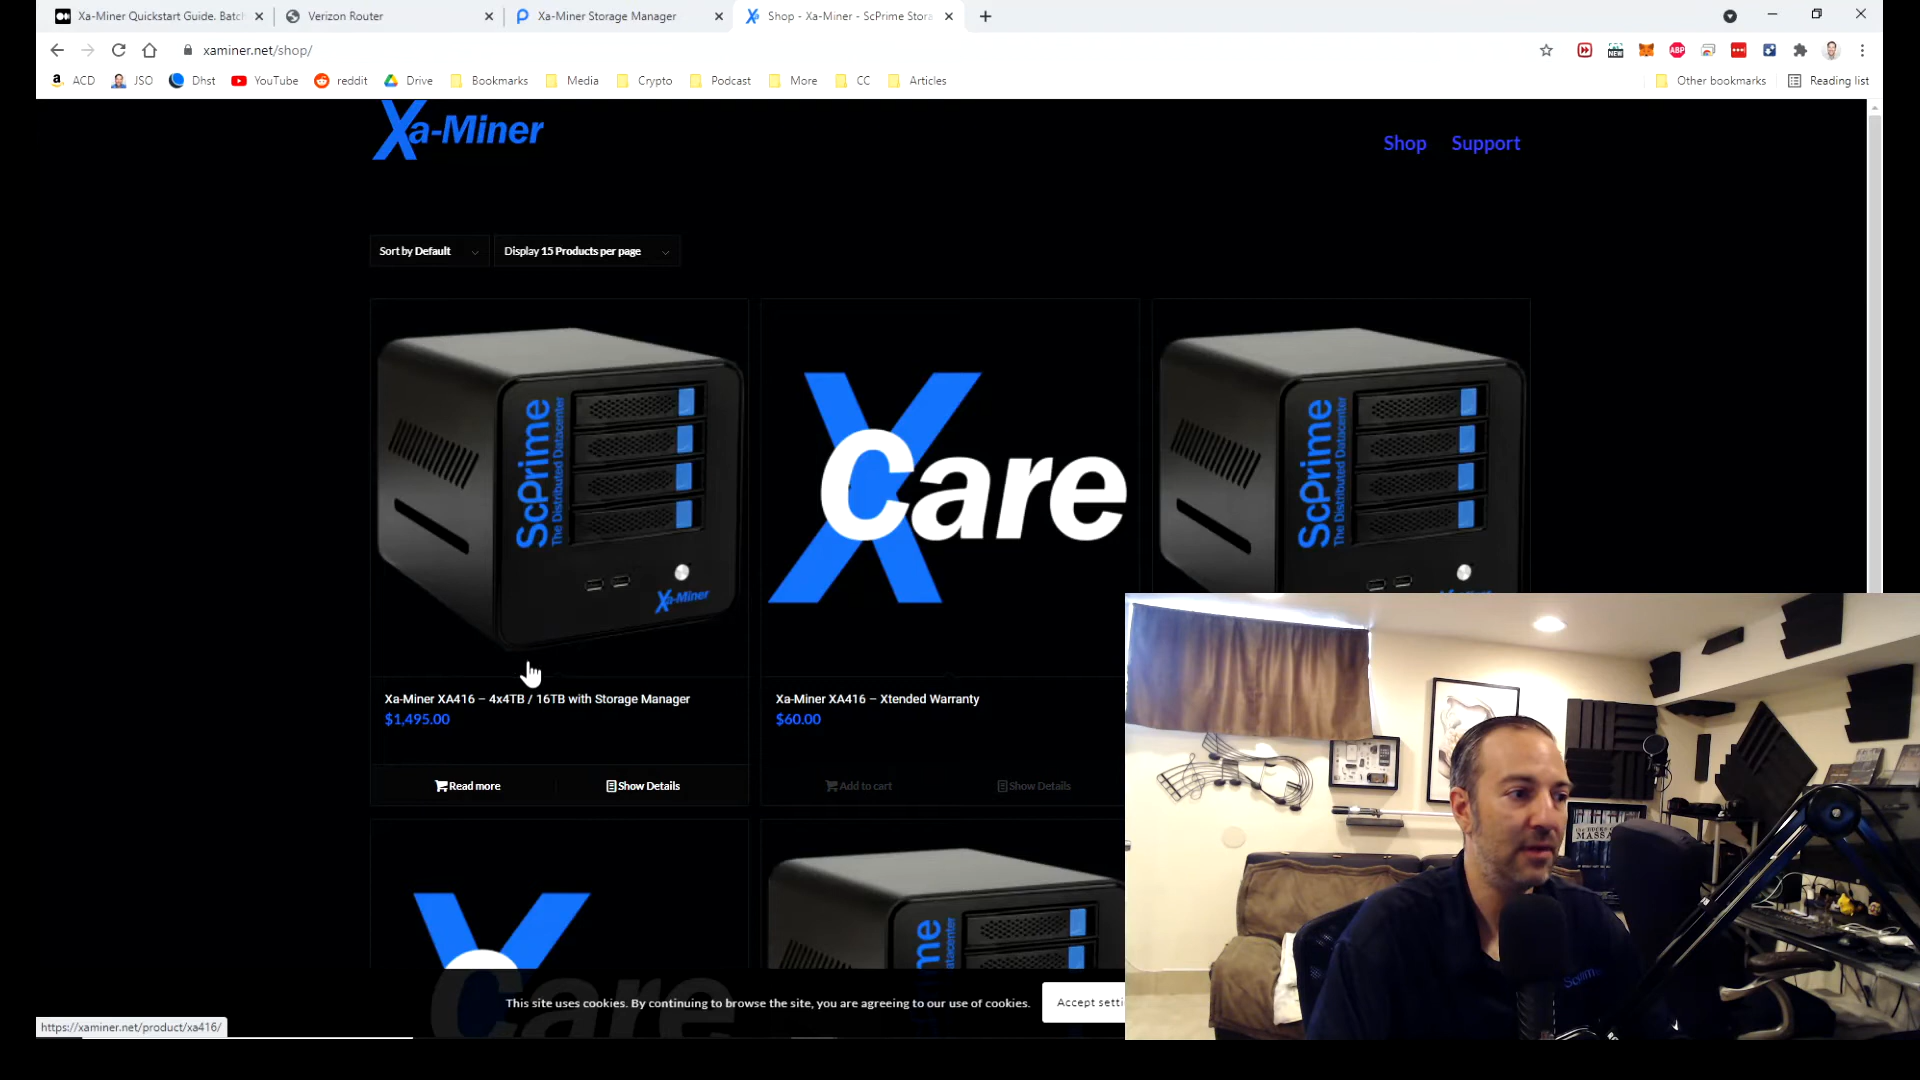 Xa-Miner Quickstart Guide. Batch
Verizon Router
Xa-Miner Storage Manager
Shop - Xa-Miner - ScPrime Stora
xaminer.net/shop/
NEW
ABP
ACD
JSO
Dhst
YouTube
reddit
Drive
Bookmarks
Media
Crypto
Podcast
More
CC
Articles
Other bookmarks
Reading list
Xa-Miner
Shop
Support
Sort by Default
Display 15 Products per page
ScPrime
The Distributed Datacenter
Xa-Miner
X Care
ScPrime
The Distributed Datacenter
Xa-Miner XA416 – 4x4TB / 16TB with Storage Manager
$1,495.00
Xa-Miner XA416 – Xtended Warranty
$60.00
Read more
Show Details
Add to cart
Show Details
Care
This site uses cookies. By continuing to browse the site, you are agreeing to our use of cookies.
Accept setti
https://xaminer.net/product/xa416/